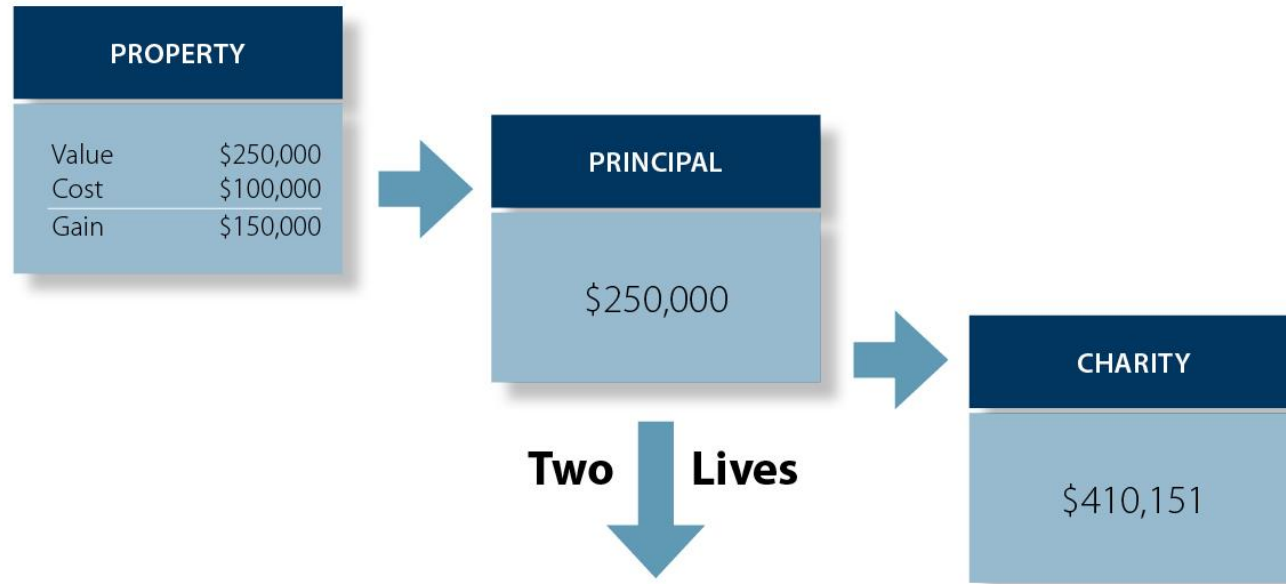 PROPERTY
Value $250,000
Cost $100,000
Gain $150,000
PRINCIPAL
$250,000
Two Lives
CHARITY
$410,151